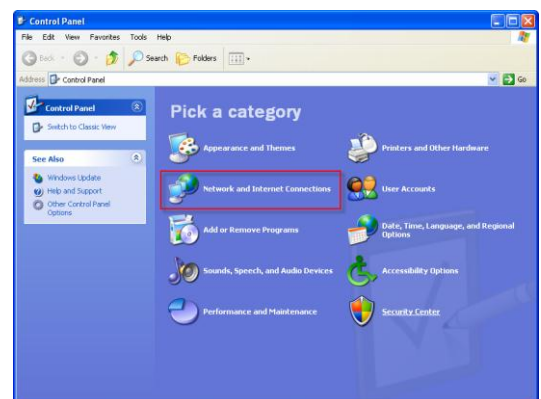 Control Panel
File Edit View Favorites Tools Help
Back Search Folders
Address Control Panel Go
Control Panel
Switch to Classic View
See Also
Windows Update
Help and Support
Other Control Panel
Options
Pick a category
Appearance and Themes
Printers and Other Hardware
Network and Internet Connections
User Accounts
Add or Remove Programs
Date, Time, Language, and Regional
Options
Sounds, Speech, and Audio Devices
Accessibility Options
Performance and Maintenance
Security Center